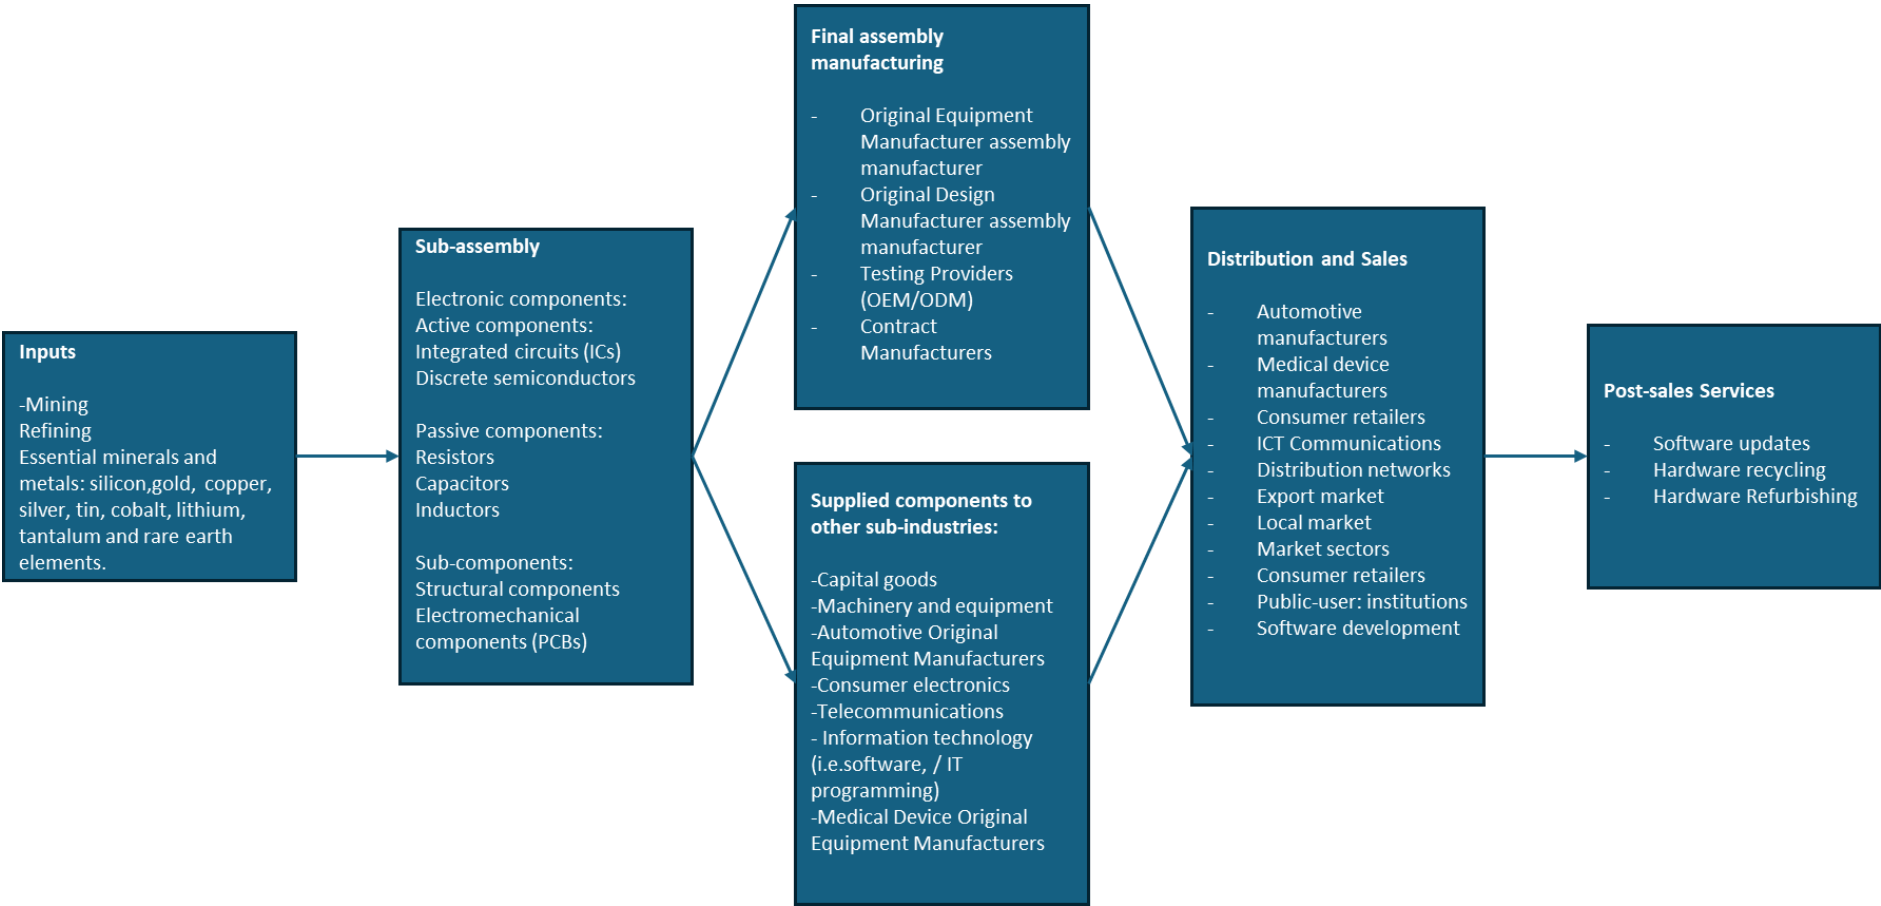 Inputs
-Mining
Refining
Essential minerals and
metals: silicon,gold, copper,
silver, tin, cobalt, lithium,
tantalum and rare earth
elements.
Sub-assembly
Electronic components:
Active components:
Integrated circuits (ICs)
Discrete semiconductors
Passive components:
Resistors
Capacitors
Inductors
Sub-components:
Structural components
Electromechanical
components (PCBs)
Final assembly
manufacturing
- Original Equipment
Manufacturer assembly
manufacturer
- Original Design
Manufacturer assembly
manufacturer
- Testing Providers
(OEM/ODM)
- Contract
Manufacturers
Supplied components to
other sub-industries:
-Capital goods
-Machinery and equipment
-Automotive Original
Equipment Manufacturers
-Consumer electronics
-Telecommunications
- Information technology
(i.e.software, / IT
programming)
-Medical Device Original
Equipment Manufacturers
Distribution and Sales
- Automotive
manufacturers
- Medical device
manufacturers
- Consumer retailers
- ICT Communications
- Distribution networks
- Export market
- Local market
- Market sectors
- Consumer retailers
- Public-user: institutions
- Software development
Post-sales Services
- Software updates
- Hardware recycling
- Hardware Refurbishing